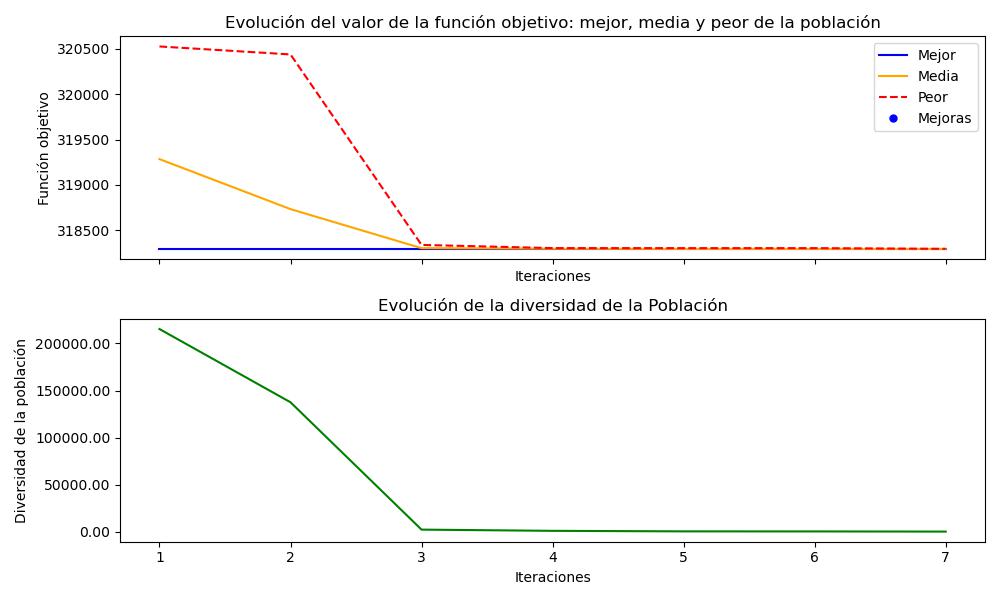 Evolución del valor de la función objetivo: mejor, media y peor de la población
320500
320000
319500
319000
318500
Función objetivo
Mejor
Media
Peor
Mejoras
Iteraciones
Evolución de la diversidad de la Población
200000.00
150000.00
100000.00
50000.00
0.00
Diversidad de la población
1 2 3 4 5 6 7
Iteraciones